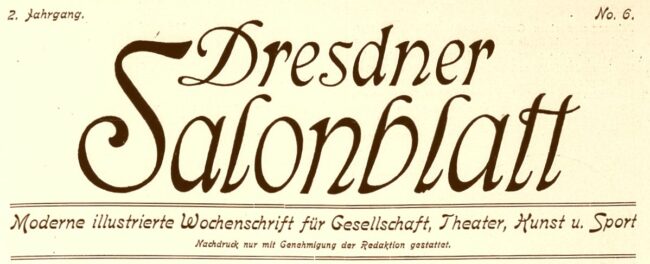 2. Jahrgang. No. 6.
Dresdner
Salonblatt
Moderne illustrierte Wochenschrift für Gesellschaft, Theater, Kunst u. Sport
Nachdruck nur mit Genehmigung der Redaktion gestattet.